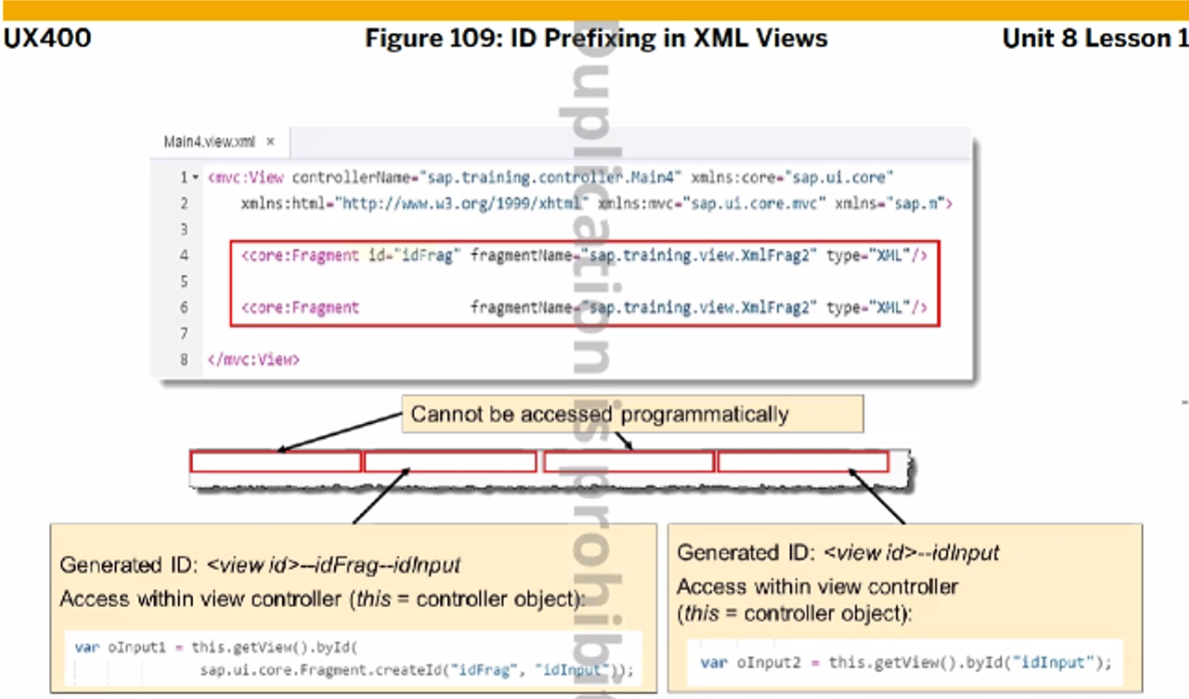 UX400 Figure 109: ID Prefixing in XML Views Unit 8 Lesson 1
Main4.view.xml ×
1 <mvc:View controllerName="sap.training.controller.Main4" xmlns:core="sap.ui.core"
2 xmlns:html="http://www.w3.org/1999/xhtml" xmlns:mvc="sap.ui.core.mvc" xmlns="sap.m">
3
4 <core:Fragment id="idFrag" fragmentName="sap.training.view.XmlFrag2" type="XML"/>
5
6 <core:Fragment fragmentName="sap.training.view.XmlFrag2" type="XML"/>
7
8 </mvc:View>
Cannot be accessed programmatically
Generated ID: <view id>--idFrag--idInput
Access within view controller (this = controller object):
var oInput1 = this.getView().byId(
sap.ui.core.Fragment.createId("idFrag", "idInput"));
Generated ID: <view id>--idInput
Access within view controller
(this = controller object):
var oInput2 = this.getView().byId("idInput");
Duplication is prohibit